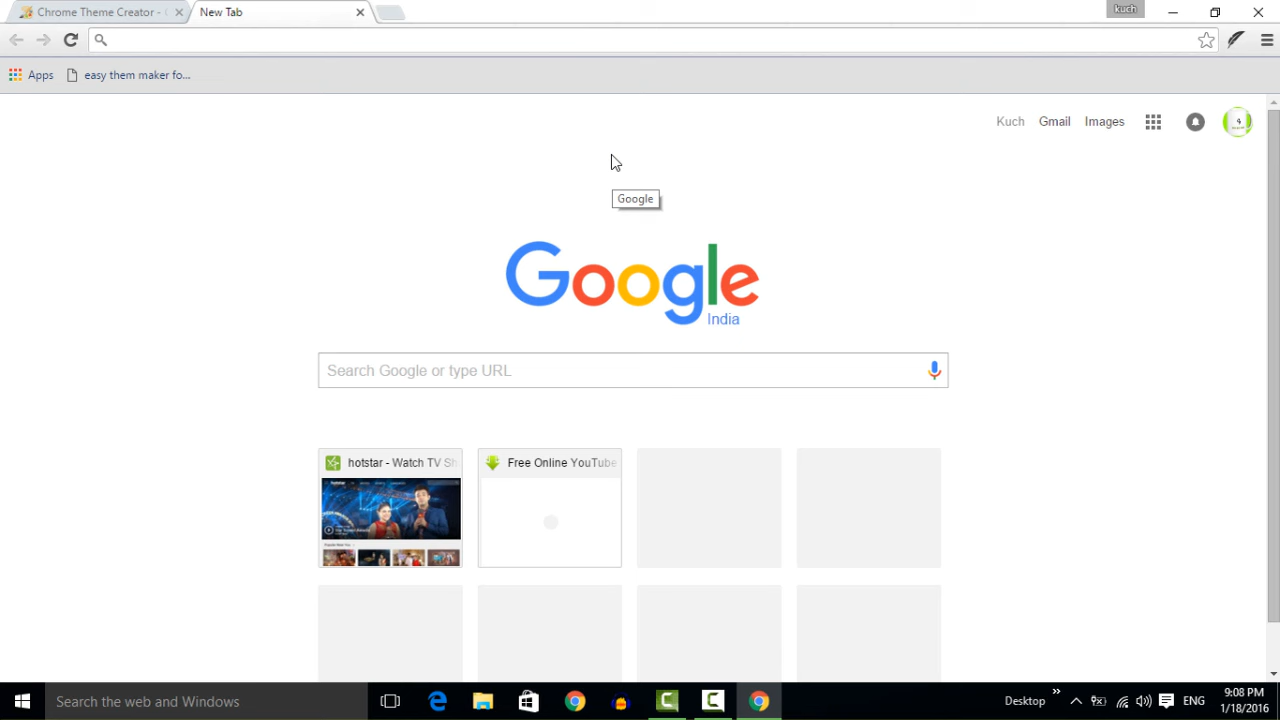 Chrome Theme Creator -
New Tab
kuch
Apps
easy them maker fo...
Kuch
Gmail
Images
Google
Google
India
Search Google or type URL
hotstar - Watch TV Sh
Free Online YouTube
Search the web and Windows
Desktop
ENG
9:08 PM
1/18/2016